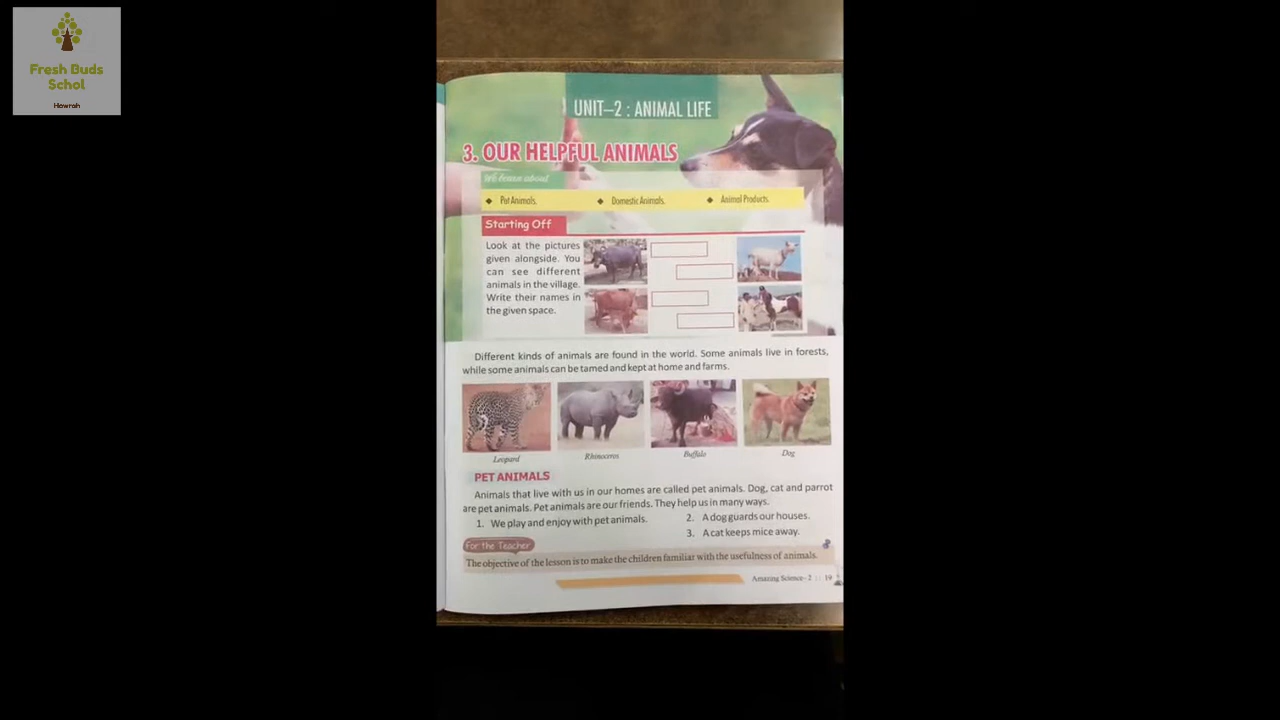 Fresh Buds
Schol
Howrah
UNIT–2 : ANIMAL LIFE
3. OUR HELPFUL ANIMALS
We learn about
◆ Pet Animals. ◆ Domestic Animals. ◆ Animal Products.
Starting Off
Look at the pictures
given alongside. You
can see different
animals in the village.
Write their names in
the given space.
Different kinds of animals are found in the world. Some animals live in forests,
while some animals can be tamed and kept at home and farms.
Leopard Rhinoceros Buffalo Dog
PET ANIMALS
Animals that live with us in our homes are called pet animals. Dog, cat and parrot
are pet animals. Pet animals are our friends. They help us in many ways.
1. We play and enjoy with pet animals. 2. A dog guards our houses.
3. A cat keeps mice away.
For the Teacher
The objective of the lesson is to make the children familiar with the usefulness of animals.
Amazing Science–2 :: 19